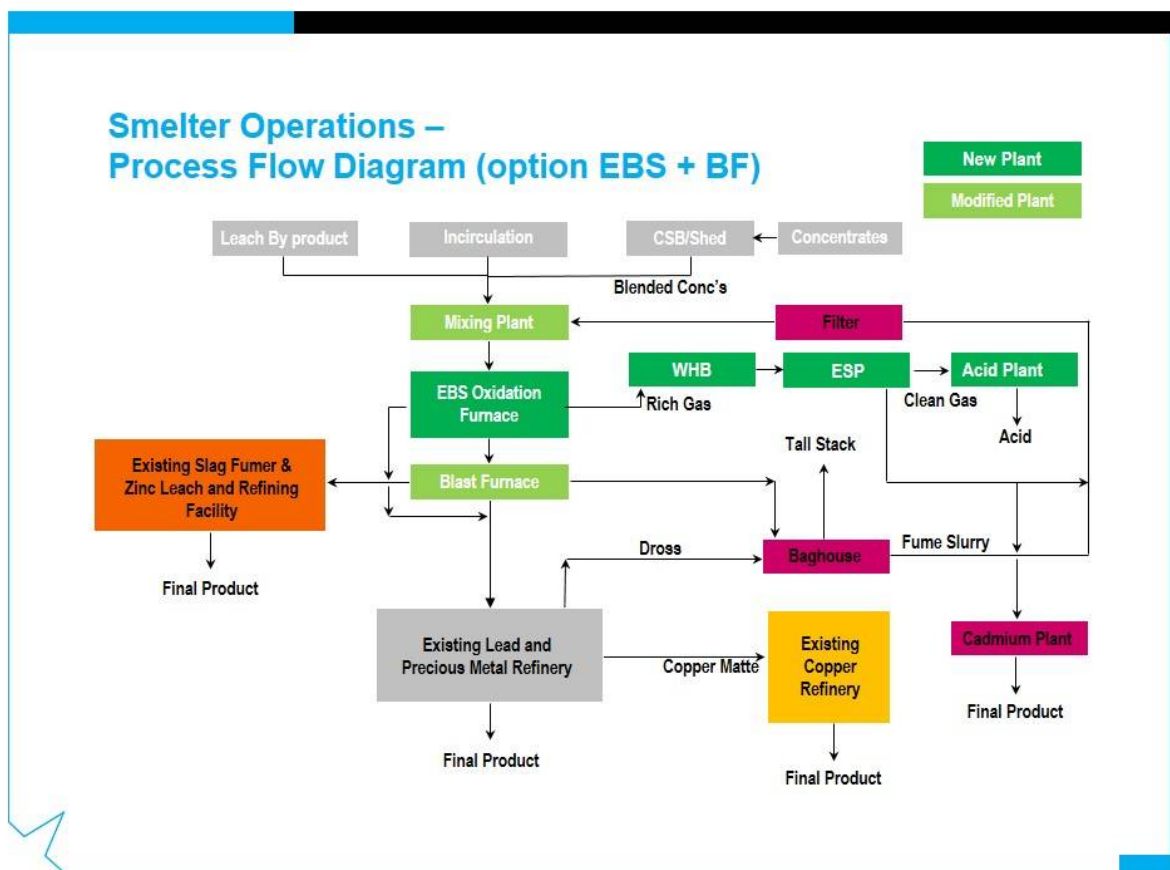 Smelter Operations –
Process Flow Diagram (option EBS + BF)
New Plant
Modified Plant
Leach By product
Incirculation
CSB/Shed
Concentrates
Blended Conc's
Mixing Plant
Filter
EBS Oxidation
Furnace
WHB
ESP
Acid Plant
Rich Gas
Clean Gas
Acid
Tall Stack
Existing Slag Fumer &
Zinc Leach and Refining
Facility
Blast Furnace
Dross
Baghouse
Fume Slurry
Final Product
Existing Lead and
Precious Metal Refinery
Copper Matte
Existing
Copper
Refinery
Cadmium Plant
Final Product
Final Product
Final Product